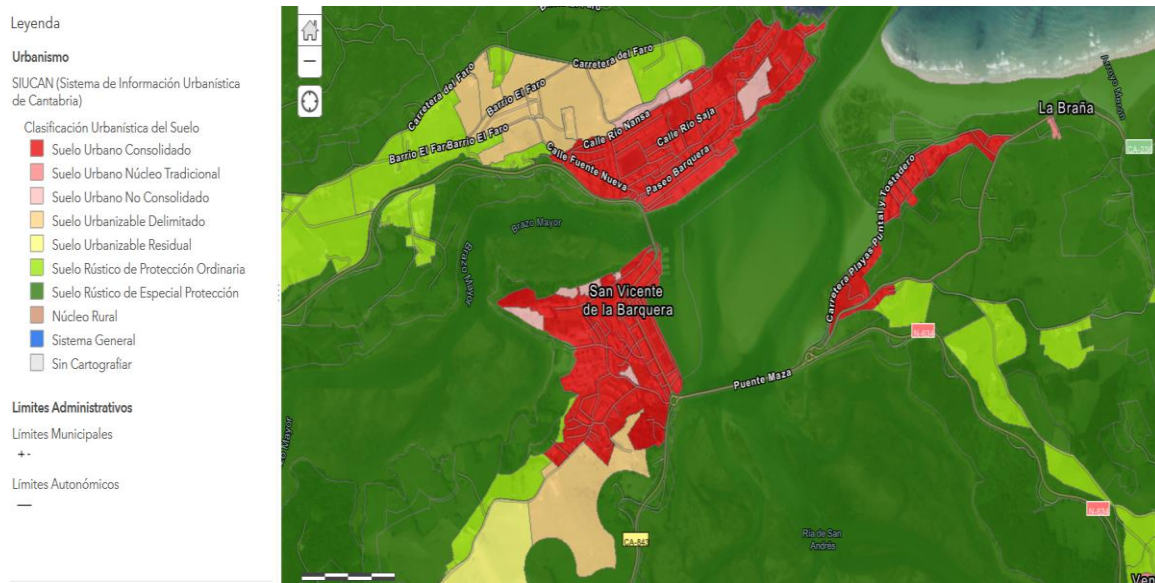 Leyenda
Urbanismo
SIUCAN (Sistema de Información Urbanística
de Cantabria)
Clasificación Urbanística del Suelo
Suelo Urbano Consolidado
Suelo Urbano Núcleo Tradicional
Suelo Urbano No Consolidado
Suelo Urbanizable Delimitado
Suelo Urbanizable Residual
Suelo Rústico de Protección Ordinaria
Suelo Rústico de Especial Protección
Núcleo Rural
Sistema General
Sin Cartografiar
Limites Administrativos
Límites Municipales
+ -
Límites Autonómicos
Carretera del Faro
Carretera del Faro
Barrio El Faro
Barrio El Faro
Barrio El Faro
Calle Río Nansa
Calle Río Saja
Calle Fuente Nueva
Paseo Barquera
La Braña
Carretera Playas Puntal y Tostadero
Brazo Mayor
Brazo Mayor
San Vicente
de la Barquera
N-634
Puente Maza
N-634
CA-843
Ría de San
Andrés